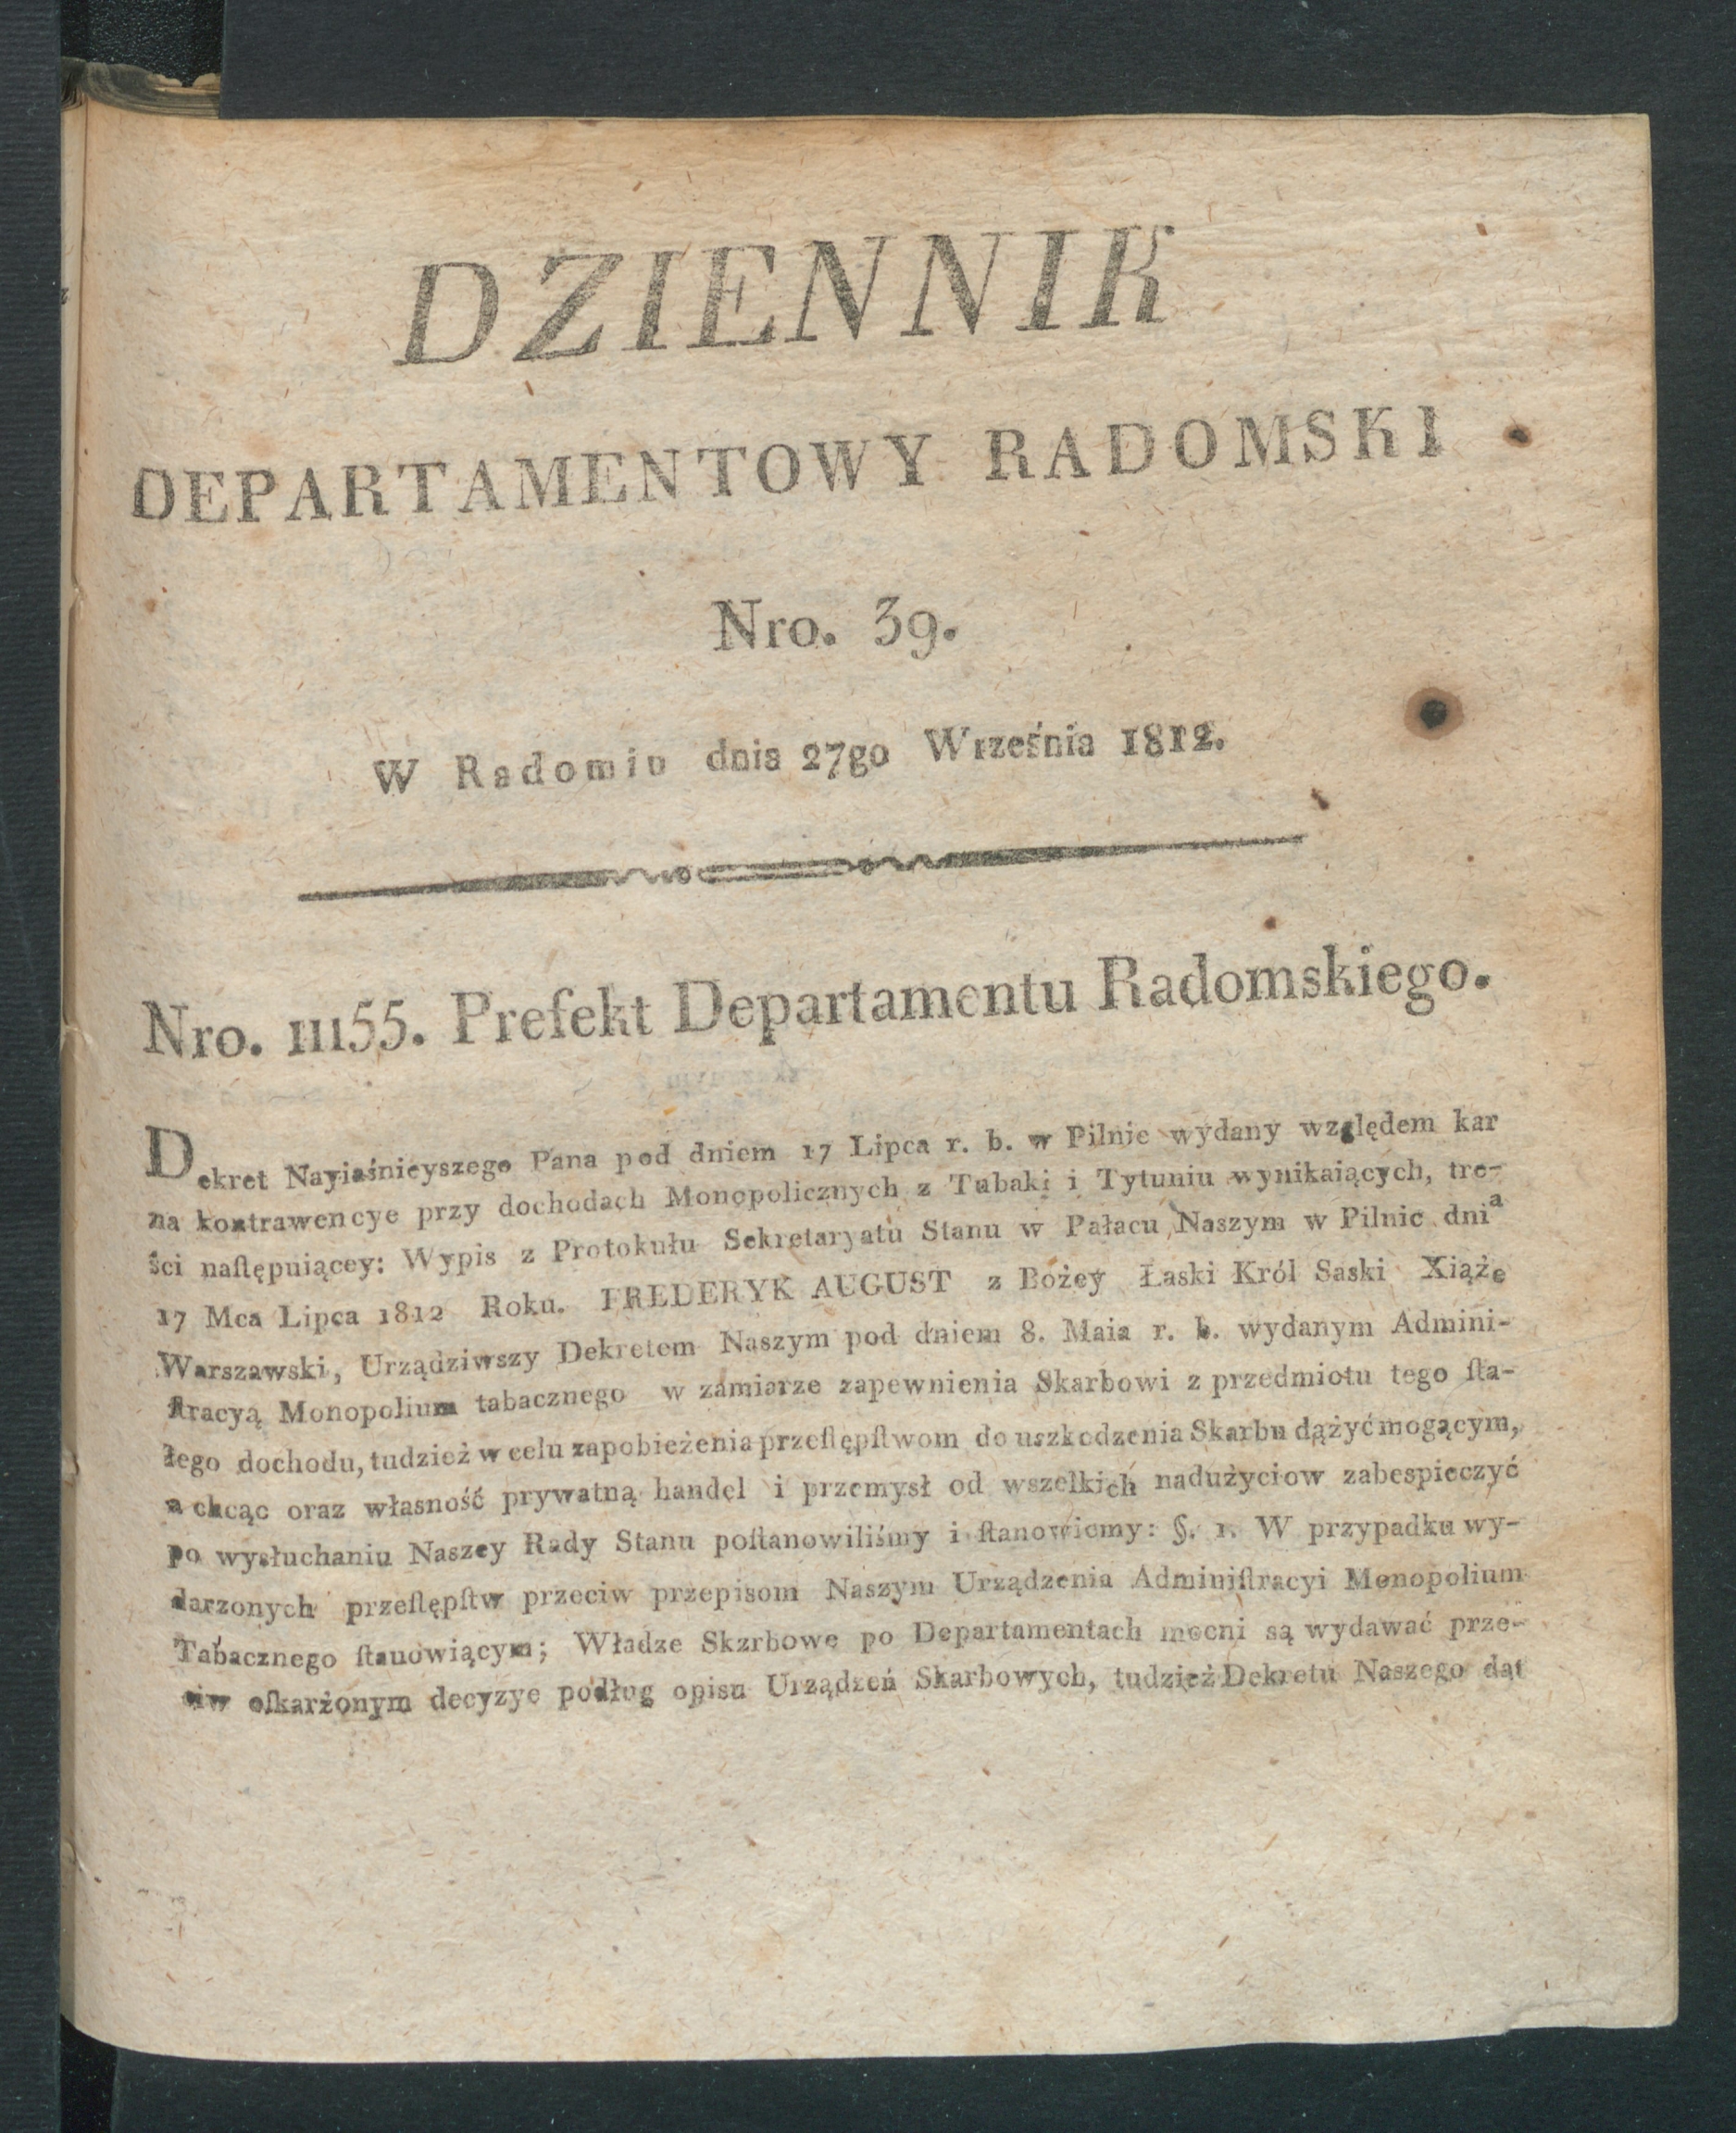 DZIENNIK
DEPARTAMENTOWY RADOMSKI
Nro. 39.
W Radomiu dnia 27go Września 1812.
Nro. 11155. Prefekt Departamentu Radomskiego.
Dekret Nayiaśnieyszego Pana pod dniem 17 Lipca r. b. w Pilnie wydany względem kar
na kontrawencye przy dochodach Monopolicznych z Tabaki i Tytuniu wynikaiących, tre-
ści naſtępuiącey: Wypis z Protokułu Sekretaryatu Stanu w Pałacu Naszym w Pilnic dnia
17 Mca Lipca 1812 Roku. FREDERYK AUGUST z Bożey Łaski Król Saski Xiąże
Warszawski, Urządziwszy Dekretem Naszym pod dniem 8. Maia r. b. wydanym Admini-
ſtracyą Monopolium tabacznego w zamiarze zapewnienia Skarbowi z przedmiotu tego ſta-
łego dochodu, tudzież w celu zapobieżenia przeſtępſtwom do uszkodzenia Skarbu dążyć mogącym,
a chcąc oraz własność prywatną handel i przemysł od wszelkich nadużyciow zabespieczyć
po wysłuchaniu Naszey Rady Stanu poſtanowiliśmy i ſtanowiemy: §. 1. W przypadku wy-
darzonych przeſtępſtw przeciw przepisom Naszym Urządzenia Adminiſtracyi Monopolium
Tabacznego ſtauowiącym; Władze Skzrbowe po Departamentach mocni są wydawać prze-
ciw oſkarżonym decyzye podług opisu Urządzeń Skarbowych, tudzież Dekretu Naszego dąt